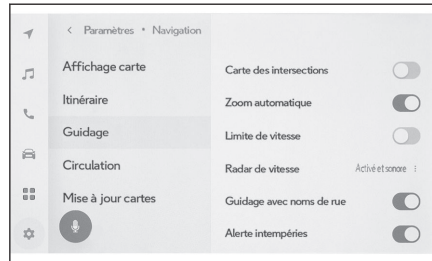 < Paramètres • Navigation
Affichage carte
Itinéraire
Guidage
Circulation
Mise à jour cartes
Carte des intersections
Zoom automatique
Limite de vitesse
Radar de vitesse Activé et sonore
Guidage avec noms de rue
Alerte intempéries